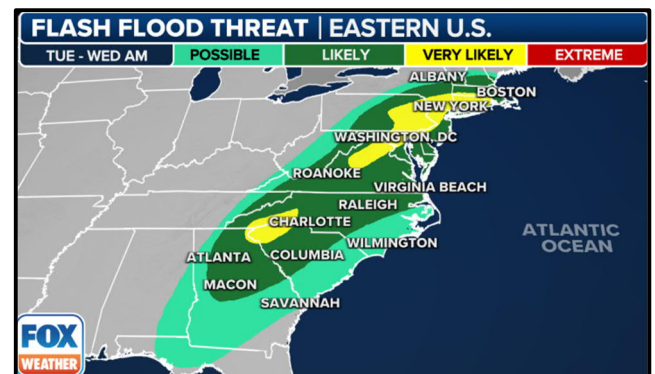 FLASH FLOOD THREAT | EASTERN U.S.
TUE - WED AM
POSSIBLE
LIKELY
VERY LIKELY
EXTREME
ALBANY
BOSTON
NEW YORK
WASHINGTON, DC
ROANOKE
VIRGINIA BEACH
RALEIGH
CHARLOTTE
WILMINGTON
ATLANTIC
OCEAN
ATLANTA
COLUMBIA
MACON
SAVANNAH
FOX
WEATHER